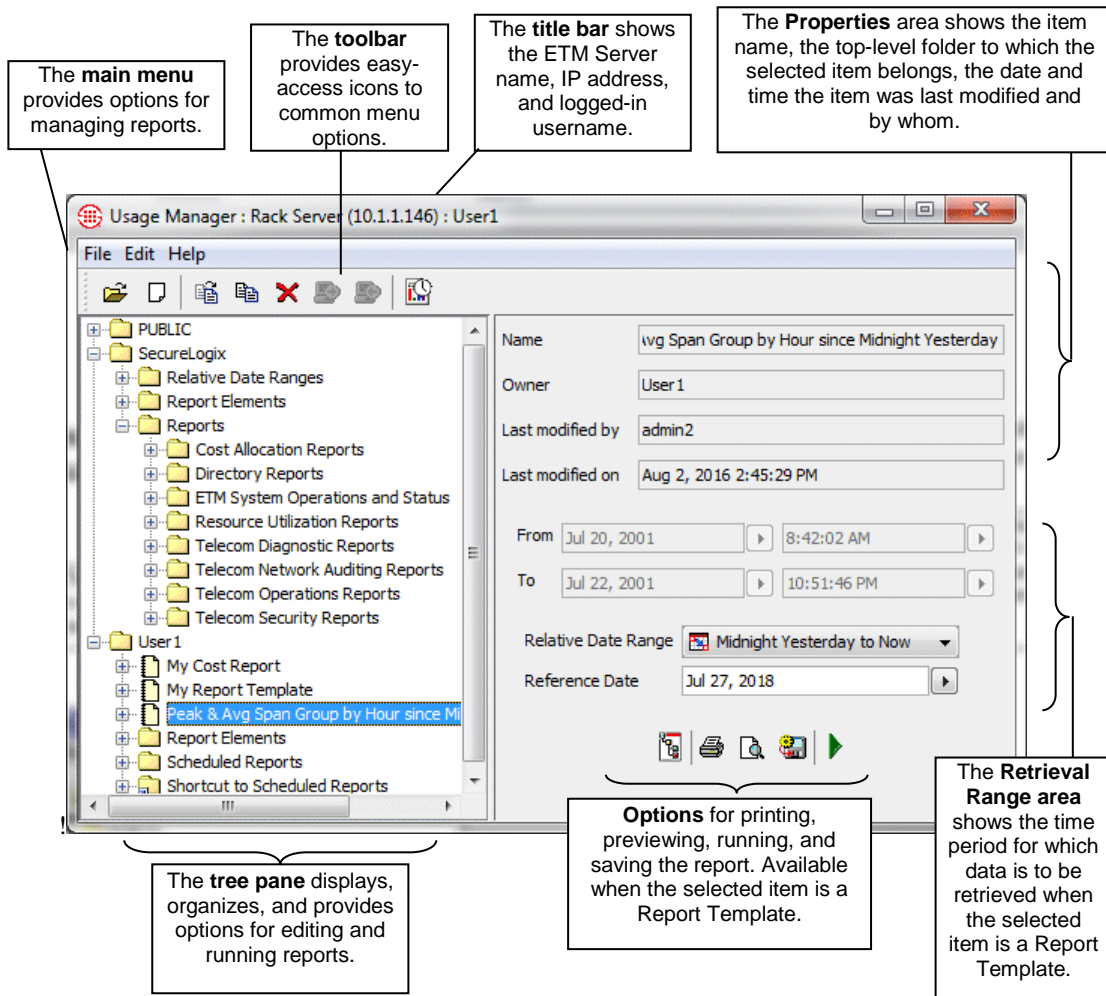 The main menu
provides options for
managing reports.
The toolbar
provides easy-
access icons to
common menu
options.
The title bar shows
the ETM Server
name, IP address,
and logged-in
username.
The Properties area shows the item
name, the top-level folder to which the
selected item belongs, the date and
time the item was last modified and
by whom.
Usage Manager : Rack Server (10.1.1.146) : User1
File Edit Help
PUBLIC
SecureLogix
Relative Date Ranges
Report Elements
Reports
Cost Allocation Reports
Directory Reports
ETM System Operations and Status
Resource Utilization Reports
Telecom Diagnostic Reports
Telecom Network Auditing Reports
Telecom Operations Reports
Telecom Security Reports
User1
My Cost Report
My Report Template
Peak & Avg Span Group by Hour since Mi
Report Elements
Scheduled Reports
Shortcut to Scheduled Reports
Name Avg Span Group by Hour since Midnight Yesterday
Owner User1
Last modified by admin2
Last modified on Aug 2, 2016 2:45:29 PM
From Jul 20, 2001 8:42:02 AM
To Jul 22, 2001 10:51:46 PM
Relative Date Range Midnight Yesterday to Now
Reference Date Jul 27, 2018
!
The tree pane displays,
organizes, and provides
options for editing and
running reports.
Options for printing,
previewing, running, and
saving the report. Available
when the selected item is a
Report Template.
The Retrieval
Range area
shows the time
period for which
data is to be
retrieved when
the selected
item is a Report
Template.